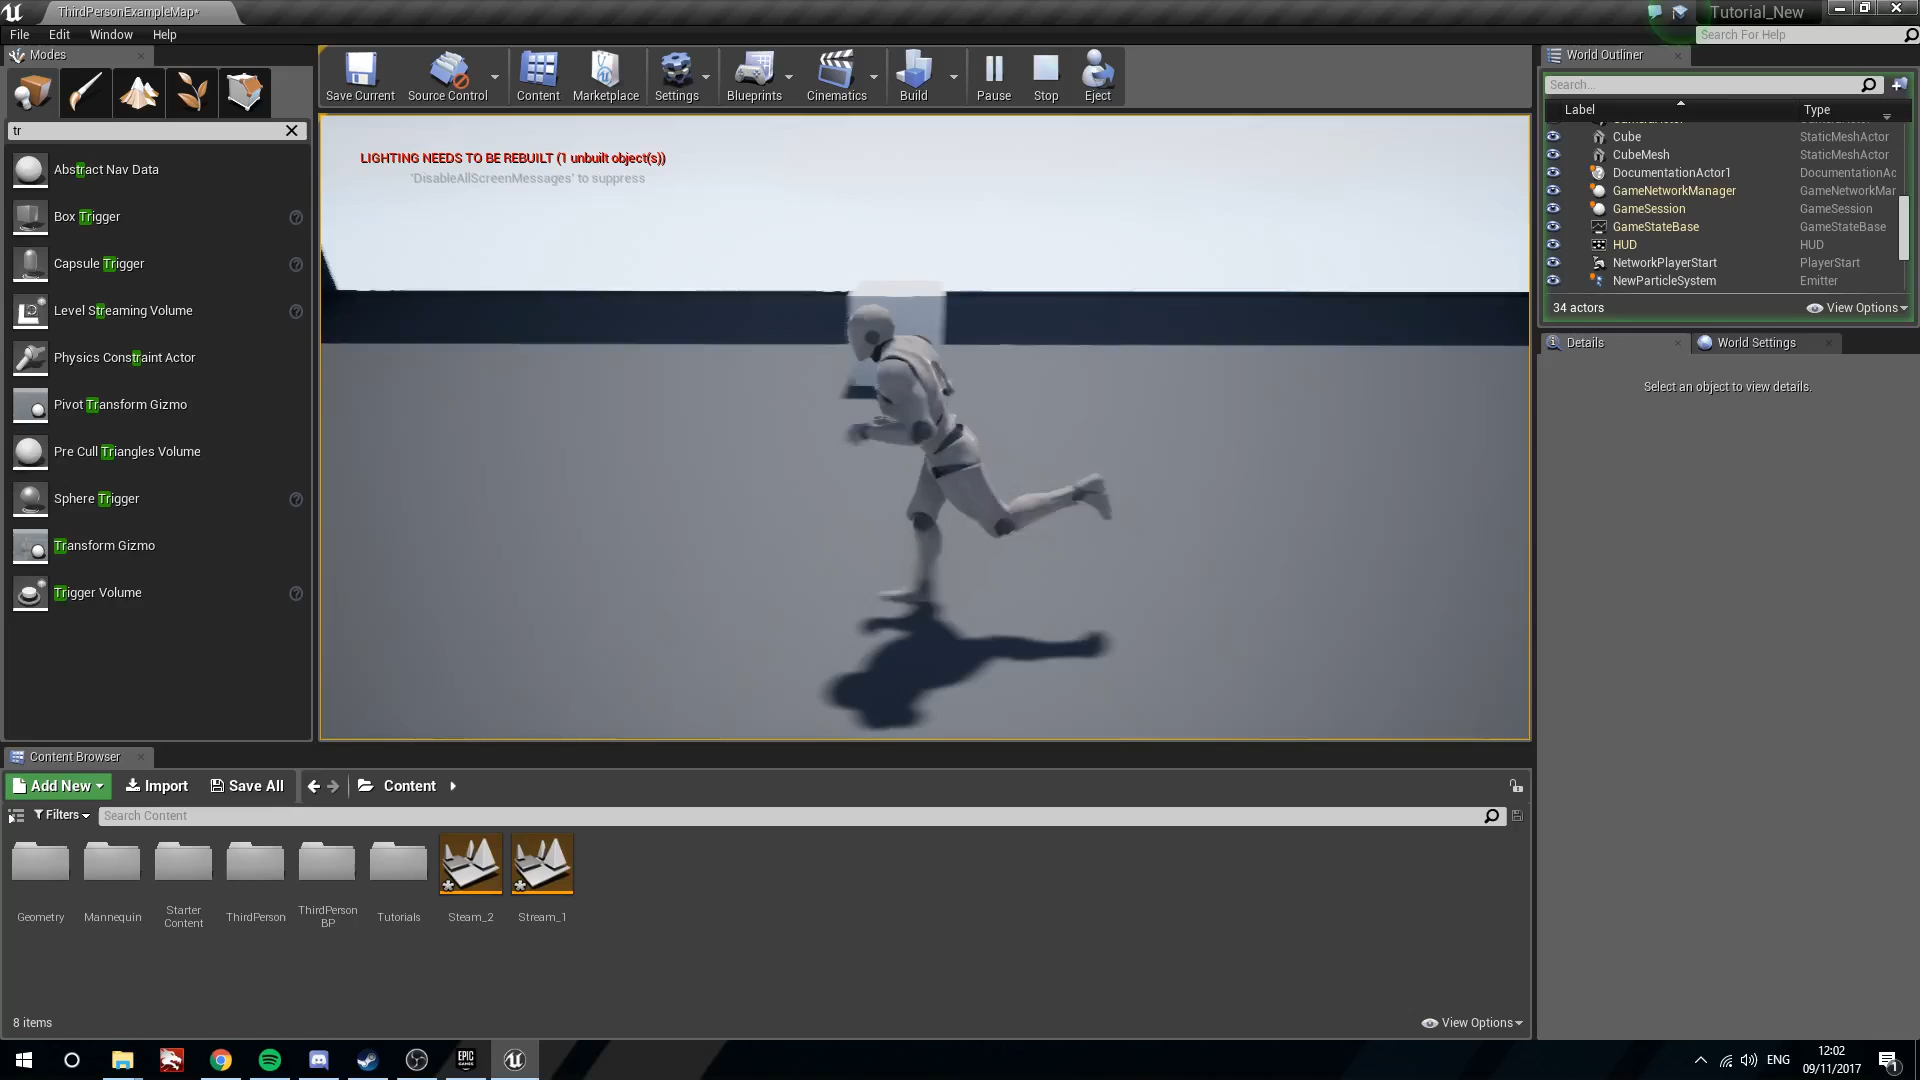 ThirdPersonExampleMap*
Tutorial_New
File Edit Window Help
Search For Help
Modes
tr
Abstract Nav Data
Box Trigger
Capsule Trigger
Level Streaming Volume
Physics Constraint Actor
Pivot Transform Gizmo
Pre Cull Triangles Volume
Sphere Trigger
Transform Gizmo
Trigger Volume
Save Current Source Control Content Marketplace Settings Blueprints Cinematics Build Pause Stop Eject
LIGHTING NEEDS TO BE REBUILT (1 unbuilt object(s))
'DisableAllScreenMessages' to suppress
World Outliner
Search...
Label Type
Cube StaticMeshActor
CubeMesh StaticMeshActor
DocumentationActor1 DocumentationAc
GameNetworkManager GameNetworkMar
GameSession GameSession
GameStateBase GameStateBase
HUD HUD
NetworkPlayerStart PlayerStart
NewParticleSystem Emitter
34 actors View Options
Details World Settings
Select an object to view details.
Content Browser
Add New Import Save All Content
Filters Search Content
Geometry
Mannequin
Starter
Content
ThirdPerson
ThirdPerson
BP
Tutorials
Steam_2
Stream_1
8 items View Options
EPIC
GAMES
ENG
12:02
09/11/2017
1